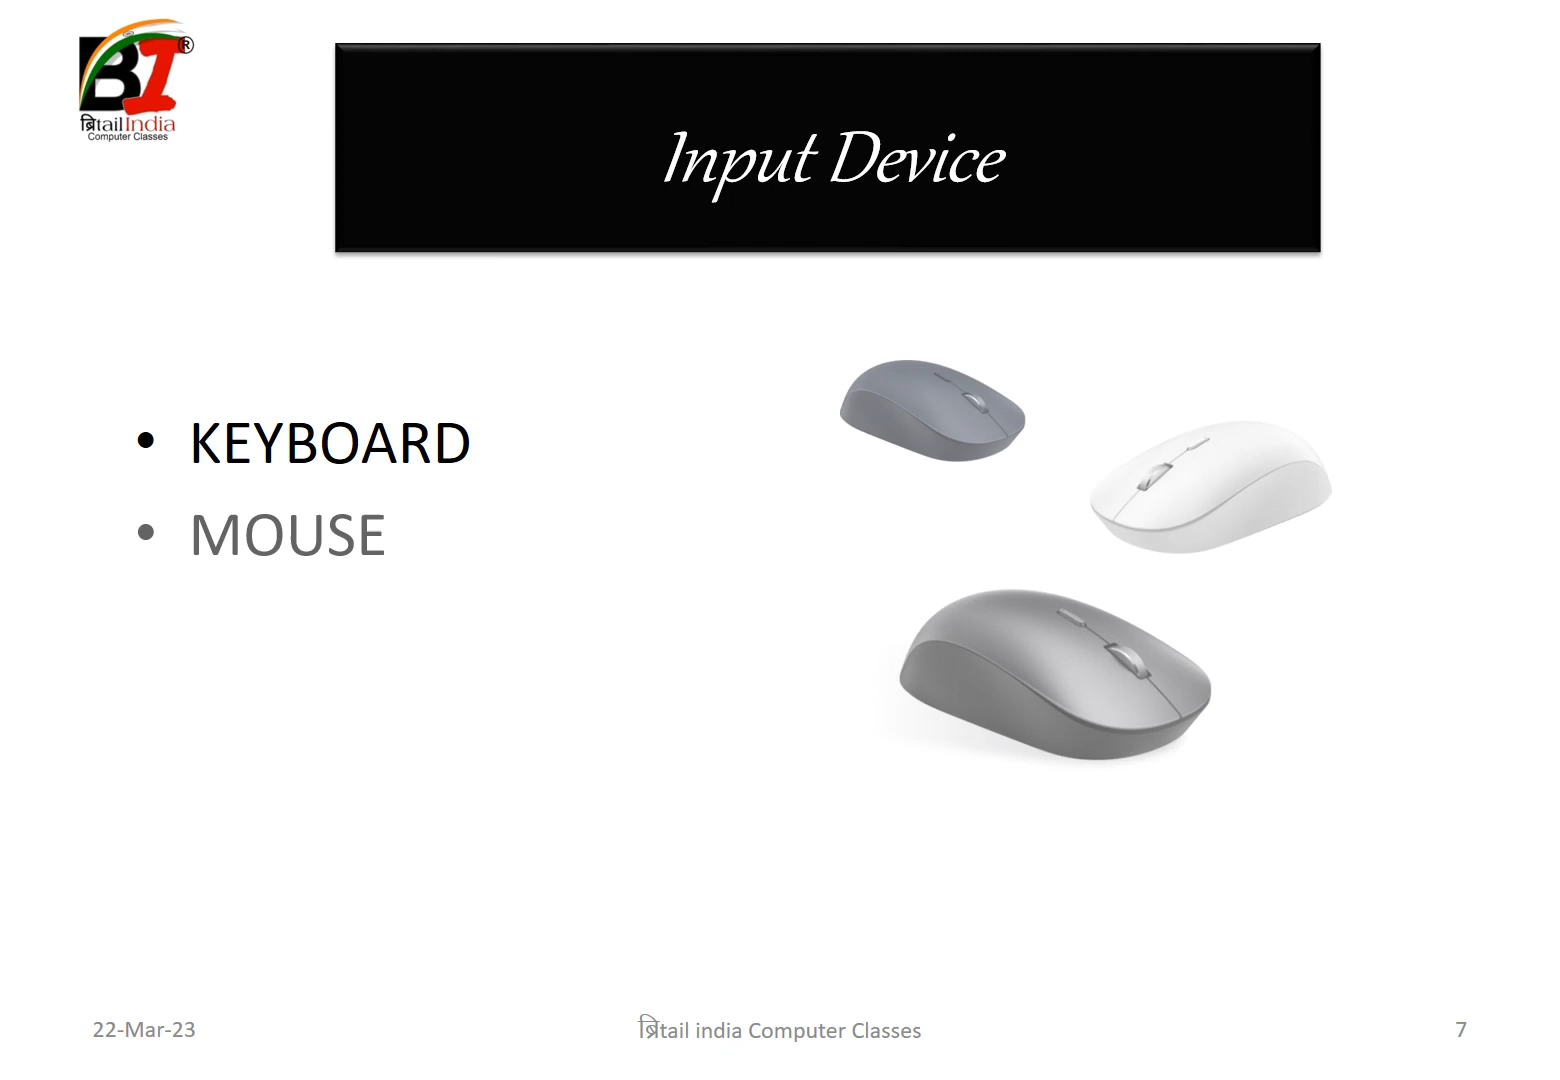 BI®
ब्रिtailIndia
Computer Classes
Input Device
• KEYBOARD
• MOUSE
22-Mar-23
ब्रिtail india Computer Classes
7